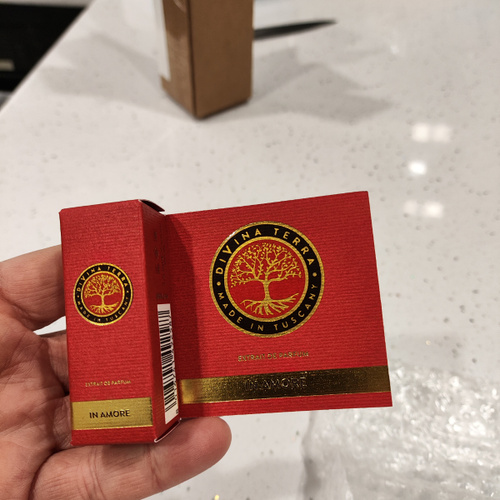 DIVINA TERRA
MADE IN TUSCANY
EXTRAIT DE PARFUM
IN AMORE
DIVINA TERRA
MADE IN TUSCANY
EXTRAIT DE PARFUM
IN AMORE